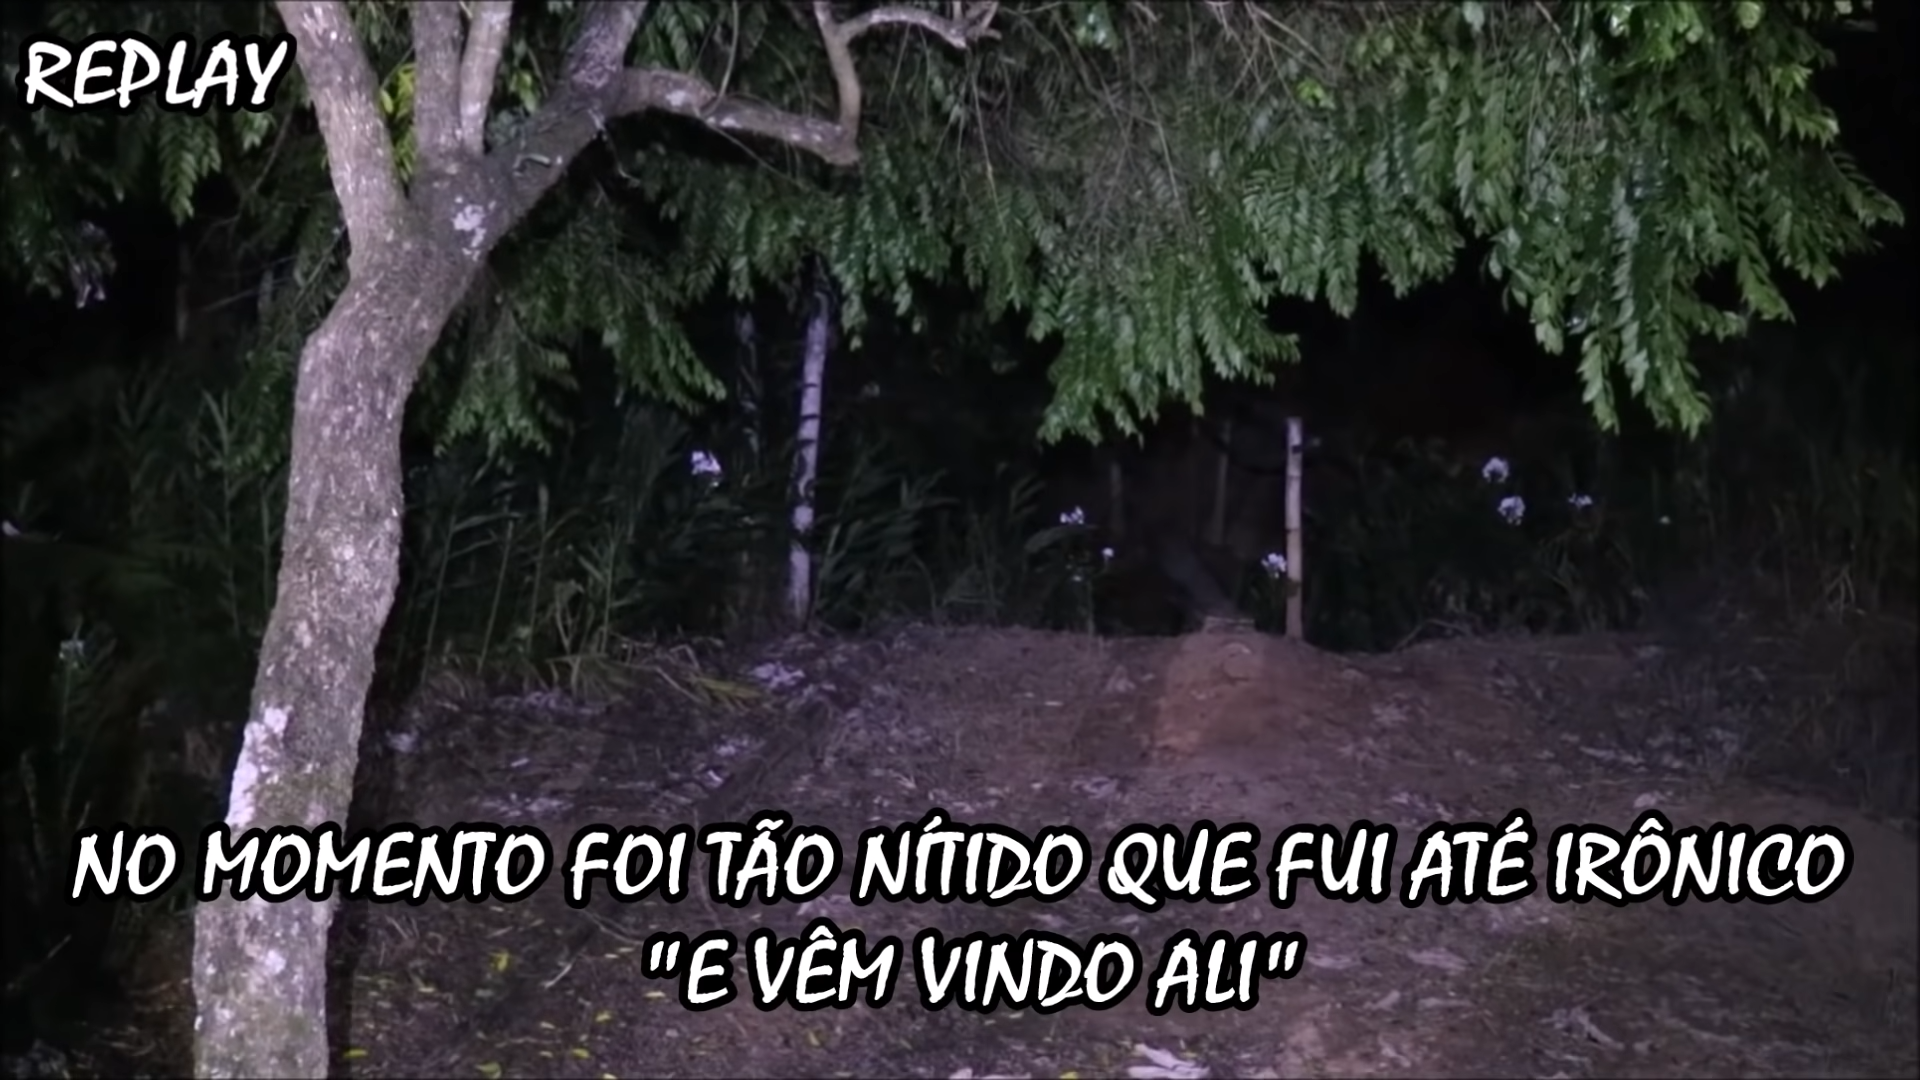 REPLAY
NO MOMENTO FOI TÃO NÍTIDO QUE FUI ATÉ IRÔNICO
"E VÊM VINDO ALI"